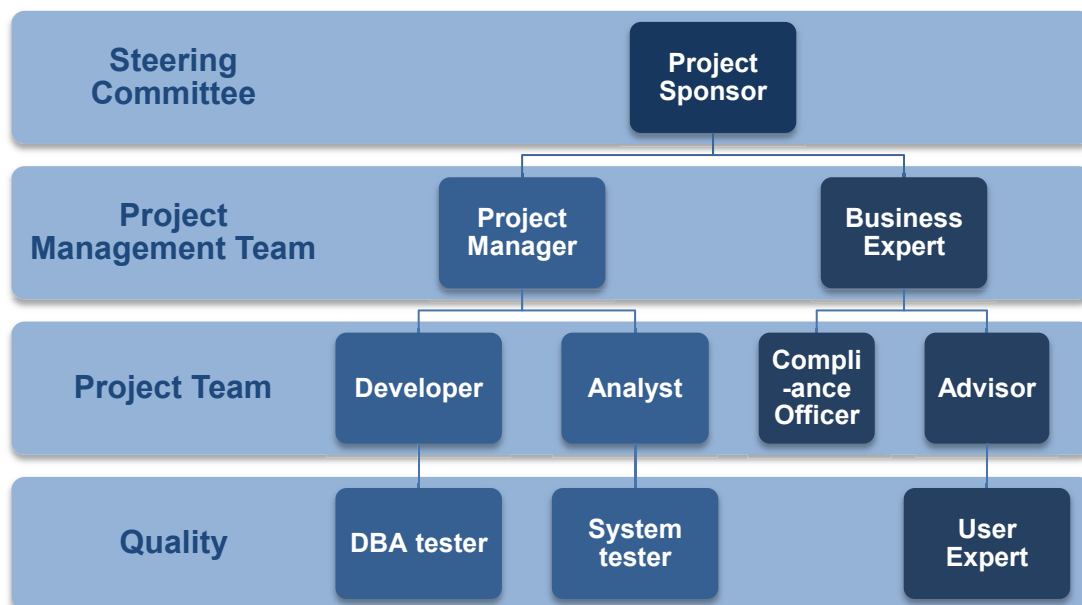 Steering
Committee
Project
Sponsor
Project
Management Team
Project
Manager
Business
Expert
Project Team
Developer
Analyst
Compli
-ance
Officer
Advisor
Quality
DBA tester
System
tester
User
Expert